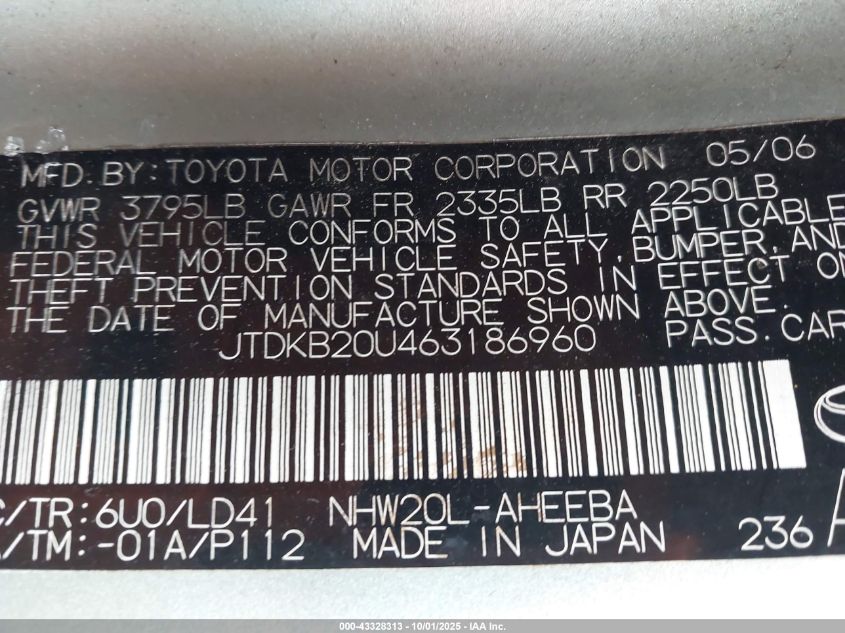 MFD.BY:TOYOTA MOTOR CORPORATION 05/06
GVWR 3795LB GAWR FR 2335LB RR 2250LB
THIS VEHICLE CONFORMS TO ALL APPLICABLE
FEDERAL MOTOR VEHICLE SAFETY,BUMPER,AND
THEFT PREVENTION STANDARDS IN EFFECT ON
THE DATE OF MANUFACTURE SHOWN ABOVE.
JTDKB20U463186960 PASS.CAR
C/TR:6U0/LD41 NHW20L-AHEEBA
A/TM:-01A/P112 MADE IN JAPAN 236
000-43328313 - 10/01/2025 - IAA Inc.